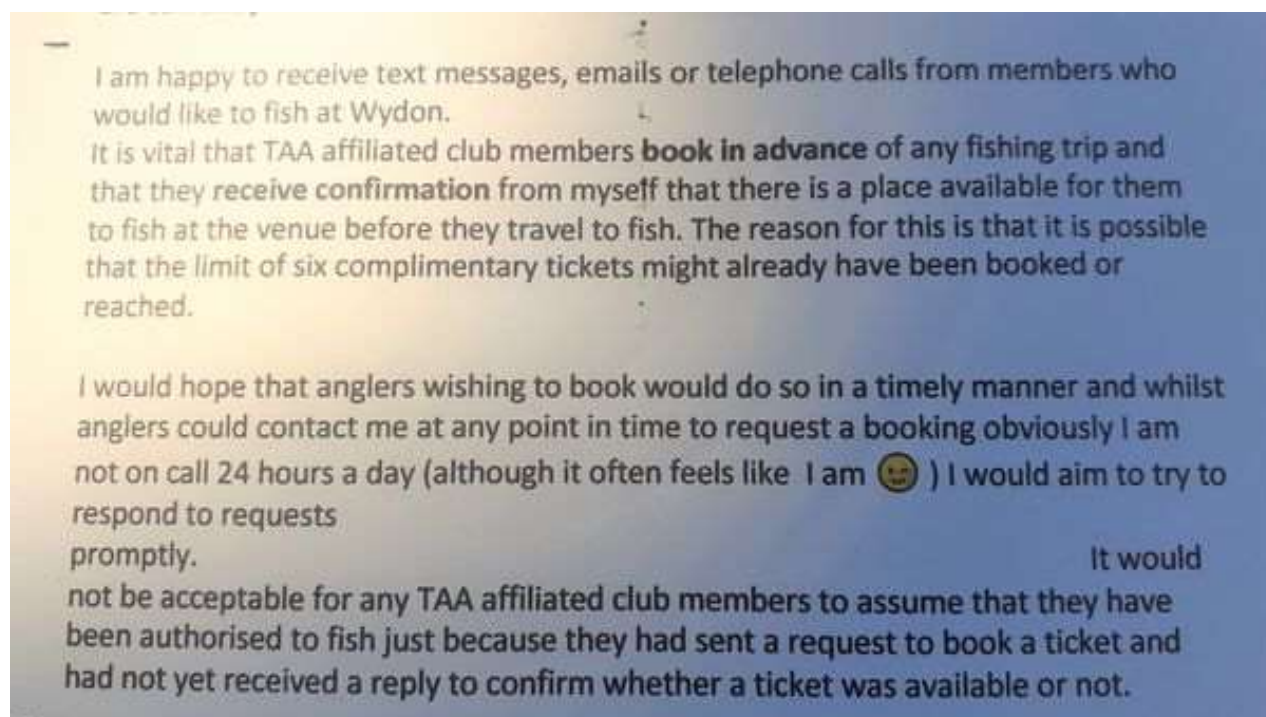 I am happy to receive text messages, emails or telephone calls from members who
would like to fish at Wydon.
It is vital that TAA affiliated club members book in advance of any fishing trip and
that they receive confirmation from myself that there is a place available for them
to fish at the venue before they travel to fish. The reason for this is that it is possible
that the limit of six complimentary tickets might already have been booked or
reached.
I would hope that anglers wishing to book would do so in a timely manner and whilst
anglers could contact me at any point in time to request a booking obviously I am
not on call 24 hours a day (although it often feels like I am 😉 ) I would aim to try to
respond to requests
promptly. It would
not be acceptable for any TAA affiliated club members to assume that they have
been authorised to fish just because they had sent a request to book a ticket and
had not yet received a reply to confirm whether a ticket was available or not.